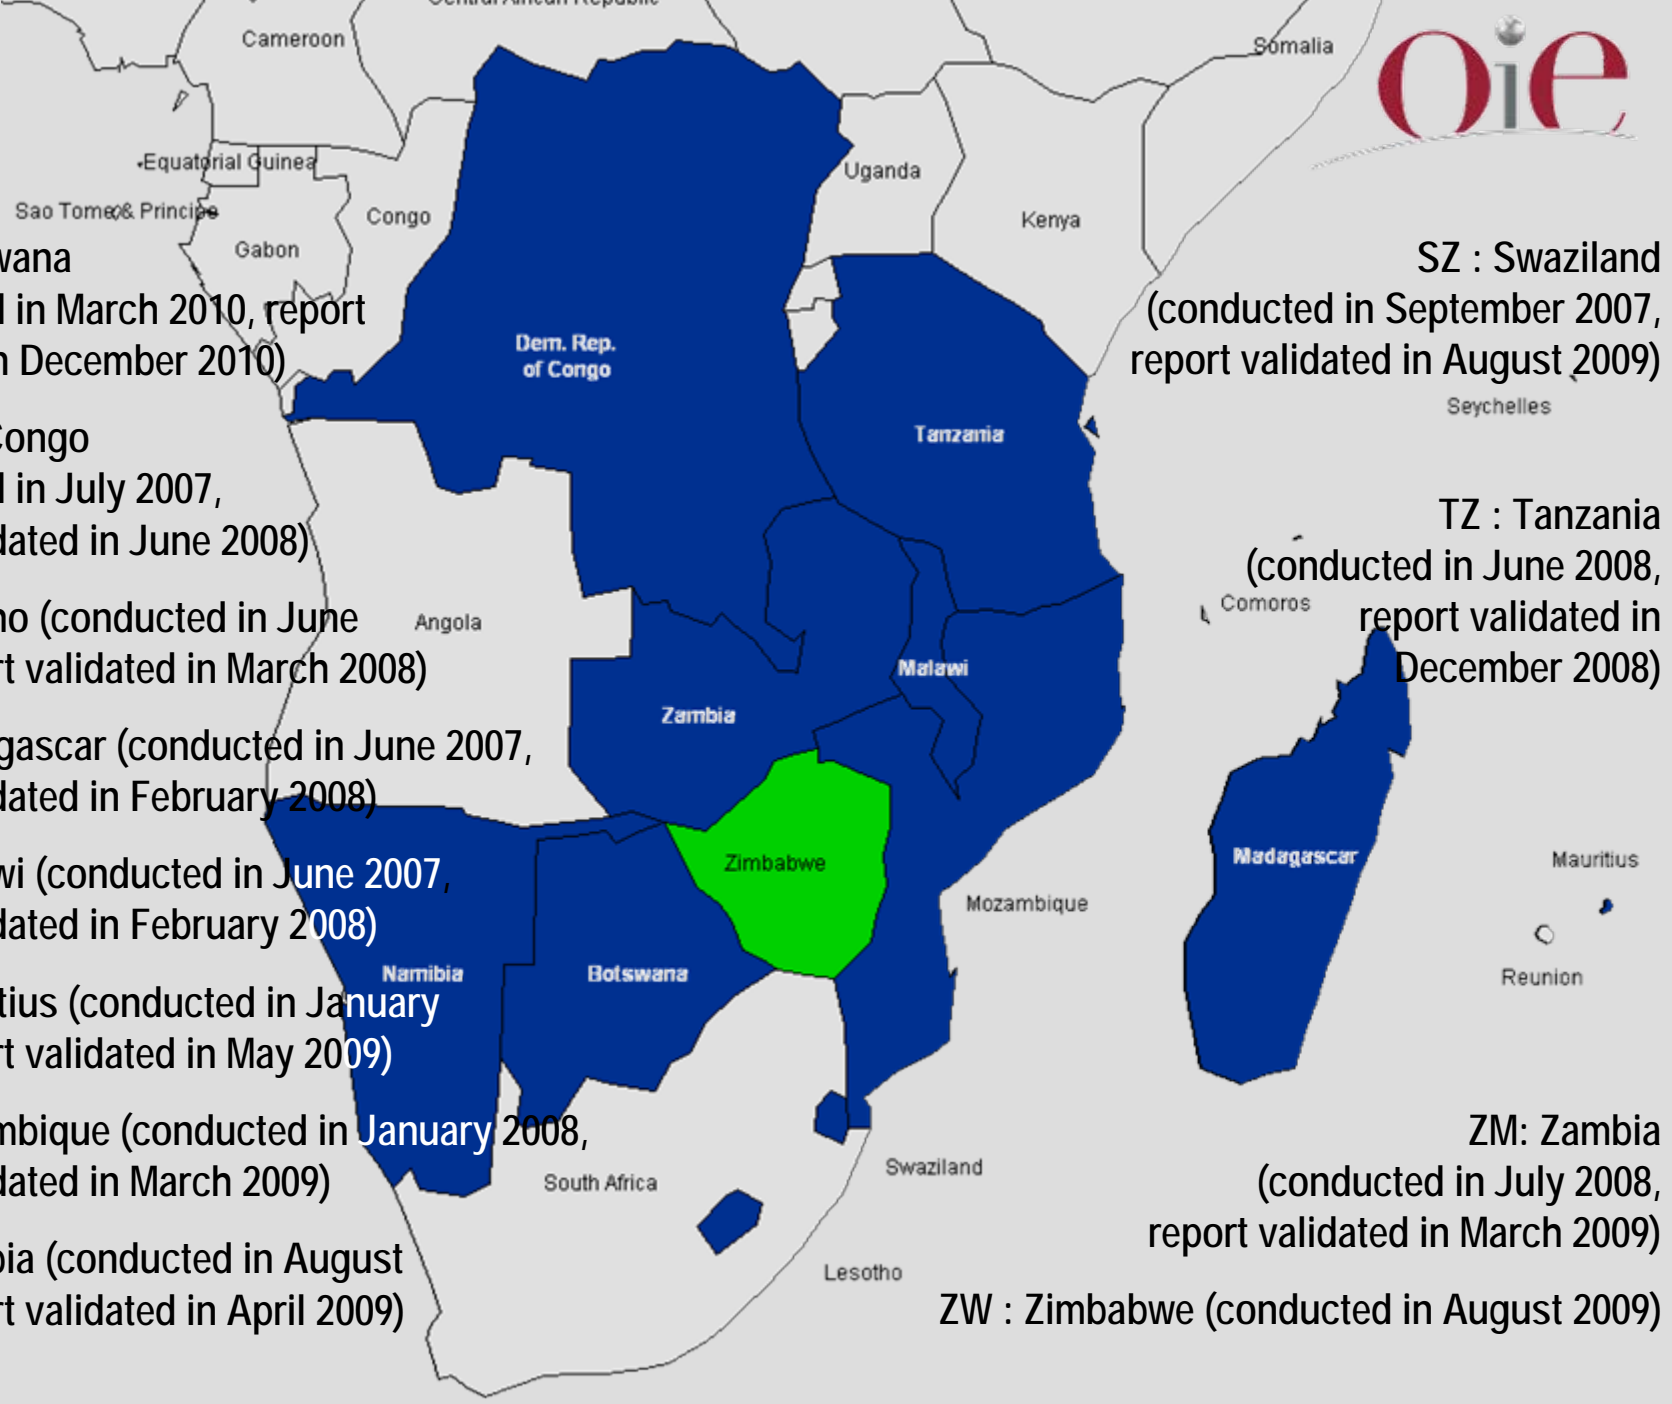 Central African Republic
Cameroon
Somalia
oie
Equatorial Guinea
Uganda
Sao Tome & Principe
Congo
Kenya
Gabon
wana
in March 2010, report
December 2010)
Dem. Rep.
of Congo
SZ : Swaziland
(conducted in September 2007,
report validated in August 2009)
Seychelles
Tanzania
Congo
in July 2007,
dated in June 2008)
TZ : Tanzania
(conducted in June 2008,
report validated in
December 2008)
Comoros
Angola
ho (conducted in June
rt validated in March 2008)
Malawi
Zambia
gascar (conducted in June 2007,
dated in February 2008)
Zimbabwe
Madagascar
Mauritius
wi (conducted in June 2007,
dated in February 2008)
Mozambique
Namibia
Botswana
Reunion
tius (conducted in January
rt validated in May 2009)
mbique (conducted in January 2008,
dated in March 2009)
South Africa
Swaziland
ZM: Zambia
(conducted in July 2008,
report validated in March 2009)
bia (conducted in August
rt validated in April 2009)
Lesotho
ZW : Zimbabwe (conducted in August 2009)